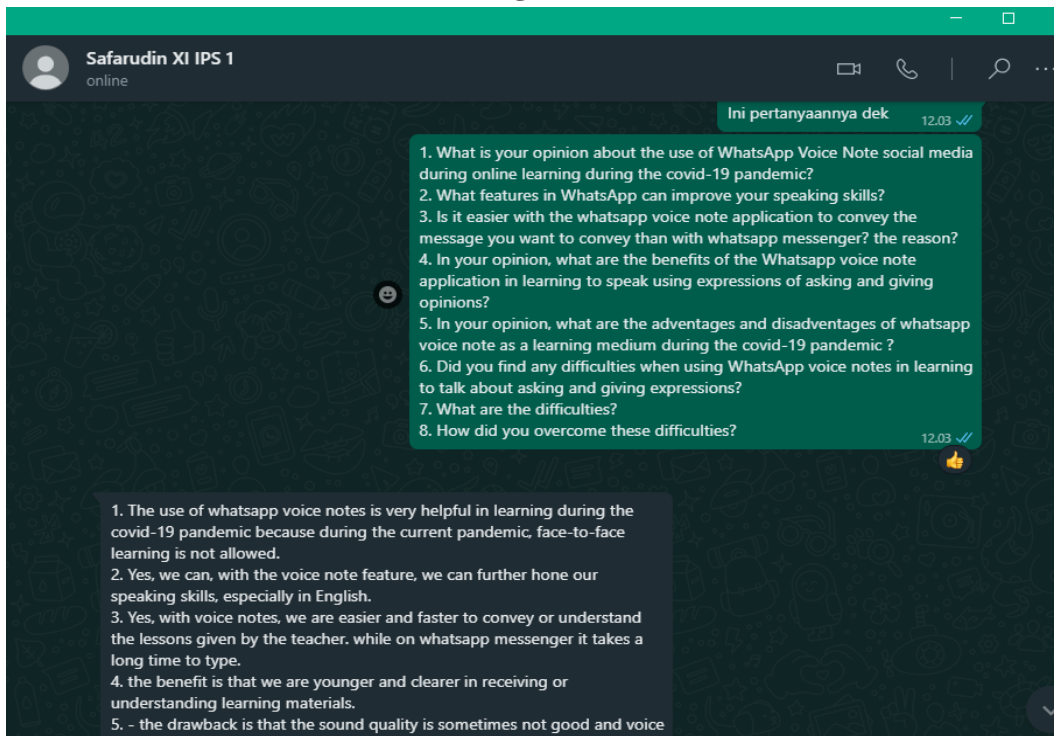 Safarudin XI IPS 1
online
Ini pertanyaannya dek
12.03
1. What is your opinion about the use of WhatsApp Voice Note social media
during online learning during the covid-19 pandemic?
2. What features in WhatsApp can improve your speaking skills?
3. Is it easier with the whatsapp voice note application to convey the
message you want to convey than with whatsapp messenger? the reason?
4. In your opinion, what are the benefits of the Whatsapp voice note
application in learning to speak using expressions of asking and giving
opinions?
5. In your opinion, what are the adventages and disadventages of whatsapp
voice note as a learning medium during the covid-19 pandemic ?
6. Did you find any difficulties when using WhatsApp voice notes in learning
to talk about asking and giving expressions?
7. What are the difficulties?
8. How did you overcome these difficulties?
12.03
1. The use of whatsapp voice notes is very helpful in learning during the
covid-19 pandemic because during the current pandemic, face-to-face
learning is not allowed.
2. Yes, we can, with the voice note feature, we can further hone our
speaking skills, especially in English.
3. Yes, with voice notes, we are easier and faster to convey or understand
the lessons given by the teacher. while on whatsapp messenger it takes a
long time to type.
4. the benefit is that we are younger and clearer in receiving or
understanding learning materials.
5. - the drawback is that the sound quality is sometimes not good and voice